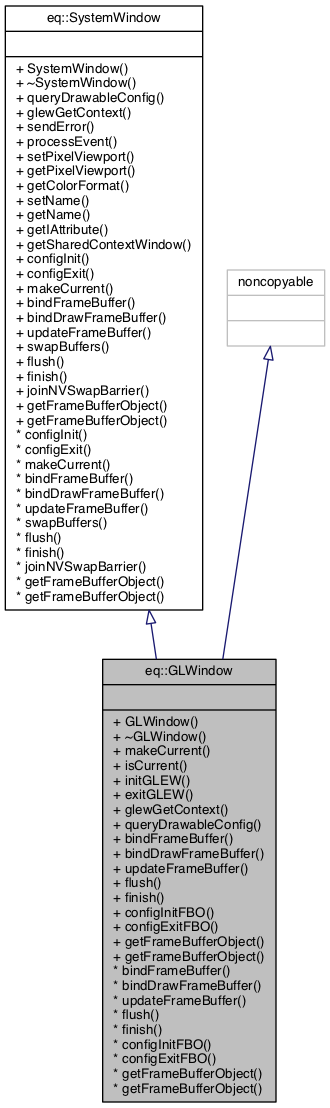 eq::SystemWindow
+ SystemWindow()
+ ~SystemWindow()
+ queryDrawableConfig()
+ glewGetContext()
+ sendError()
+ processEvent()
+ setPixelViewport()
+ getPixelViewport()
+ getColorFormat()
+ setName()
+ getName()
+ getIAttribute()
+ getSharedContextWindow()
+ configInit()
+ configExit()
+ makeCurrent()
+ bindFrameBuffer()
+ bindDrawFrameBuffer()
+ updateFrameBuffer()
+ swapBuffers()
+ flush()
+ finish()
+ joinNVSwapBarrier()
+ getFrameBufferObject()
+ getFrameBufferObject()
* configInit()
* configExit()
* makeCurrent()
* bindFrameBuffer()
* bindDrawFrameBuffer()
* updateFrameBuffer()
* swapBuffers()
* flush()
* finish()
* joinNVSwapBarrier()
* getFrameBufferObject()
* getFrameBufferObject()
noncopyable
eq::GLWindow
+ GLWindow()
+ ~GLWindow()
+ makeCurrent()
+ isCurrent()
+ initGLEW()
+ exitGLEW()
+ glewGetContext()
+ queryDrawableConfig()
+ bindFrameBuffer()
+ bindDrawFrameBuffer()
+ updateFrameBuffer()
+ flush()
+ finish()
+ configInitFBO()
+ configExitFBO()
+ getFrameBufferObject()
+ getFrameBufferObject()
* bindFrameBuffer()
* bindDrawFrameBuffer()
* updateFrameBuffer()
* flush()
* finish()
* configInitFBO()
* configExitFBO()
* getFrameBufferObject()
* getFrameBufferObject()